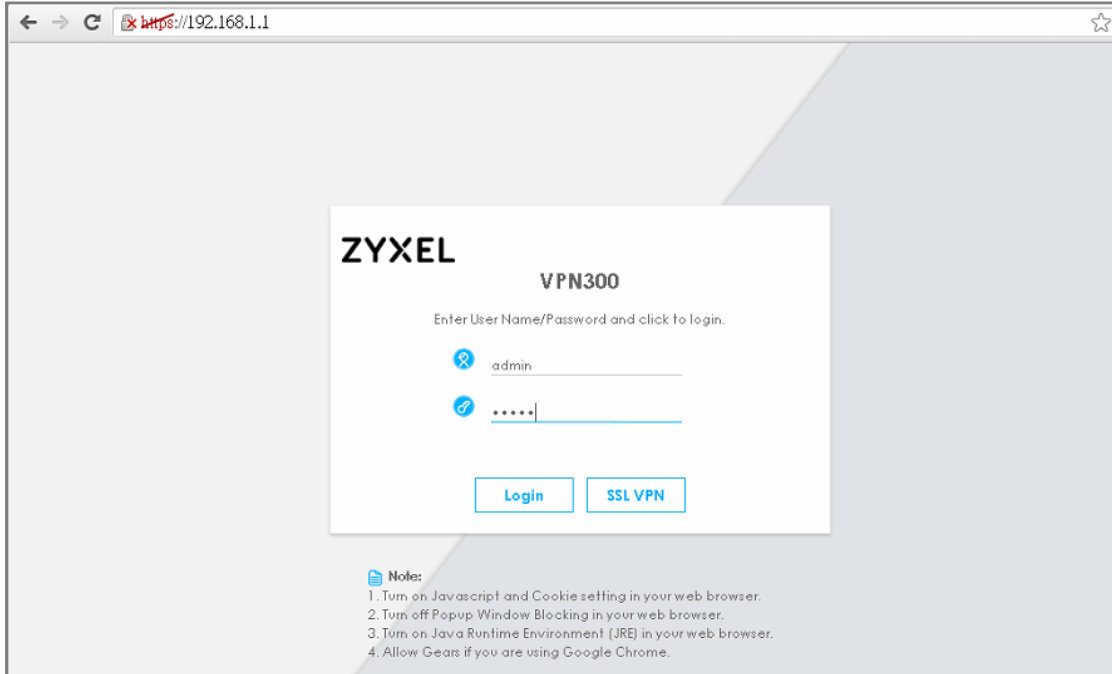 https://192.168.1.1
ZYXEL
VPN300
Enter User Name/Password and click to login.
admin
•••••
Login
SSL VPN
Note:
1. Turn on Javascript and Cookie setting in your web browser.
2. Turn off Popup Window Blocking in your web browser.
3. Turn on Java Runtime Environment (JRE) in your web browser.
4. Allow Gears if you are using Google Chrome.